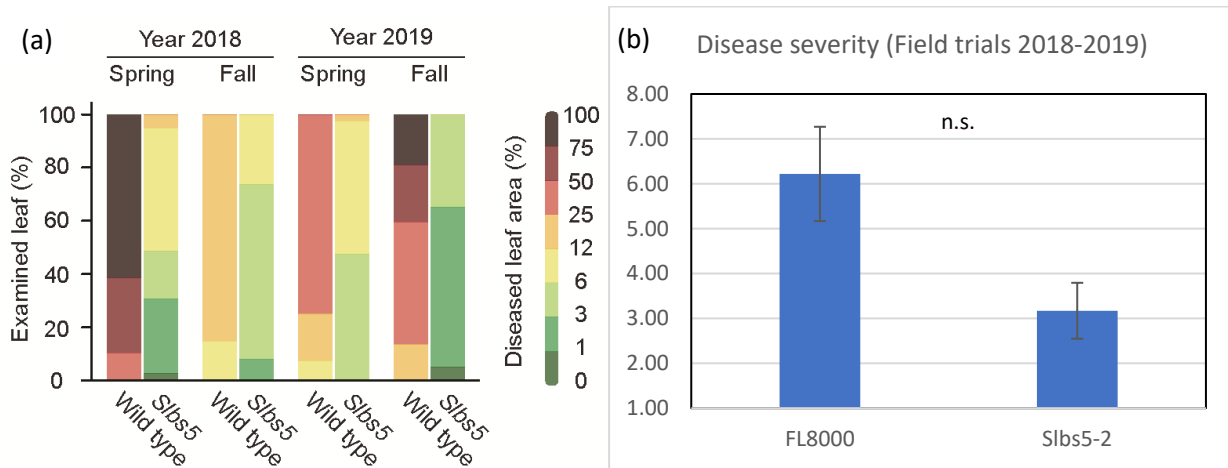 (a)
Year 2018 Year 2019
Spring Fall Spring Fall
Examined leaf (%)
100
80
60
40
20
0
Wild type
Slbs5
Wild type
Slbs5
Wild type
Slbs5
Wild type
Slbs5
Diseased leaf area (%)
100
75
50
25
12
6
3
1
0
(b) Disease severity (Field trials 2018-2019)
8.00
7.00
6.00
5.00
4.00
3.00
2.00
1.00
n.s.
FL8000 Slbs5-2